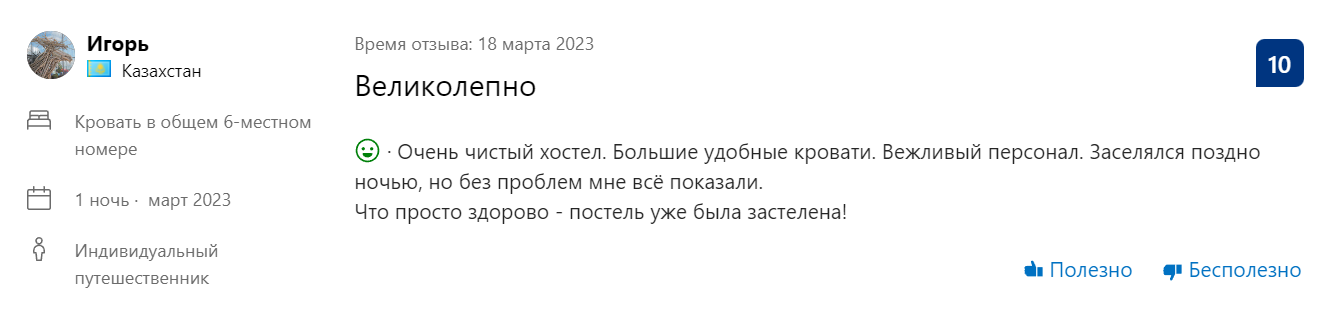 Игорь
Казахстан
Кровать в общем 6-местном
номере
1 ночь · март 2023
Индивидуальный
путешественник
Время отзыва: 18 марта 2023
Великолепно
10
· Очень чистый хостел. Большие удобные кровати. Вежливый персонал. Заселялся поздно
ночью, но без проблем мне всё показали.
Что просто здорово - постель уже была застелена!
Полезно
Бесполезно